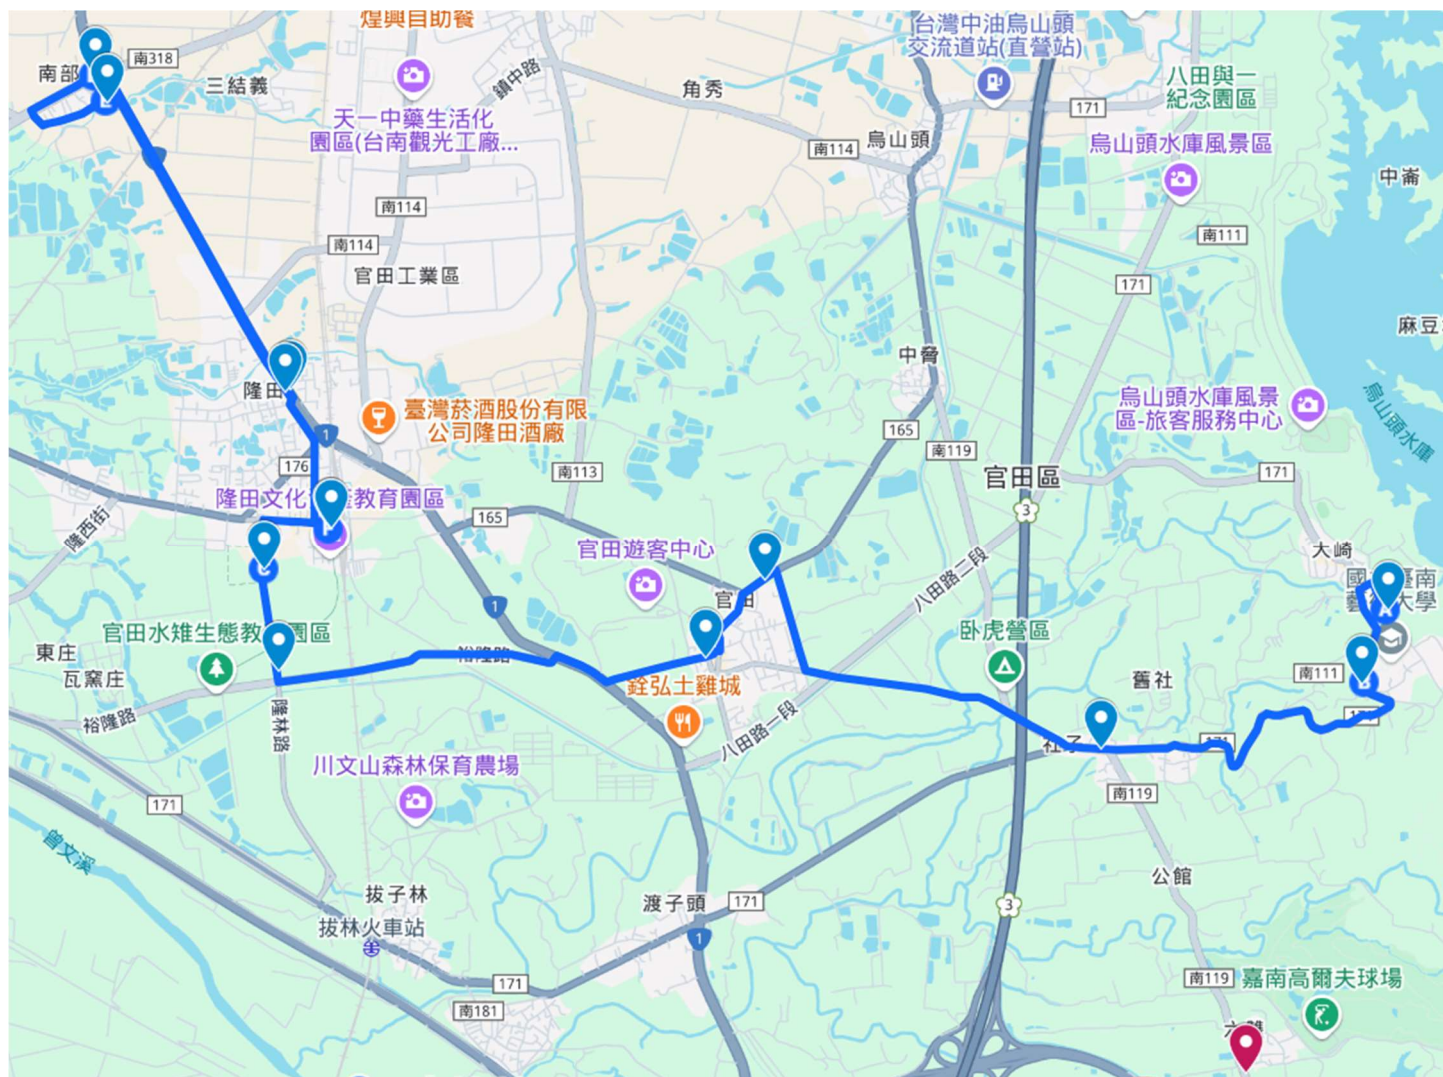 煌興自助餐
台灣中油烏山頭
交流道站(直營站)
南318
南部
三結義
鎮中路
角秀
八田與一
紀念園區
171
天一中藥生活化
園區(台南觀光工廠...
南114
烏山頭
烏山頭水庫風景區
中崙
南114
南114
南111
官田工業區
171
麻豆
中脅
隆田
臺灣菸酒股份有限
公司隆田酒廠
烏山頭水庫風景
區-旅客服務中心
烏山頭水庫
1
165
南119
176
南113
171
官田區
隆田文化
教育園區
165
3
隆西街
官田遊客中心
大崎
八田路二段
國
臺南
藝
大學
官田
1
官田水雉生態教
園區
臥虎營區
東庄
裕隆路
瓦窯庄
銓弘土雞城
南111
舊社
裕隆路
隆林路
八田路一段
171
社子
171
川文山森林保育農場
南119
171
曾文溪
公館
拔子林
渡子頭
171
3
拔林火車站
1
171
南119
嘉南高爾夫球場
南181